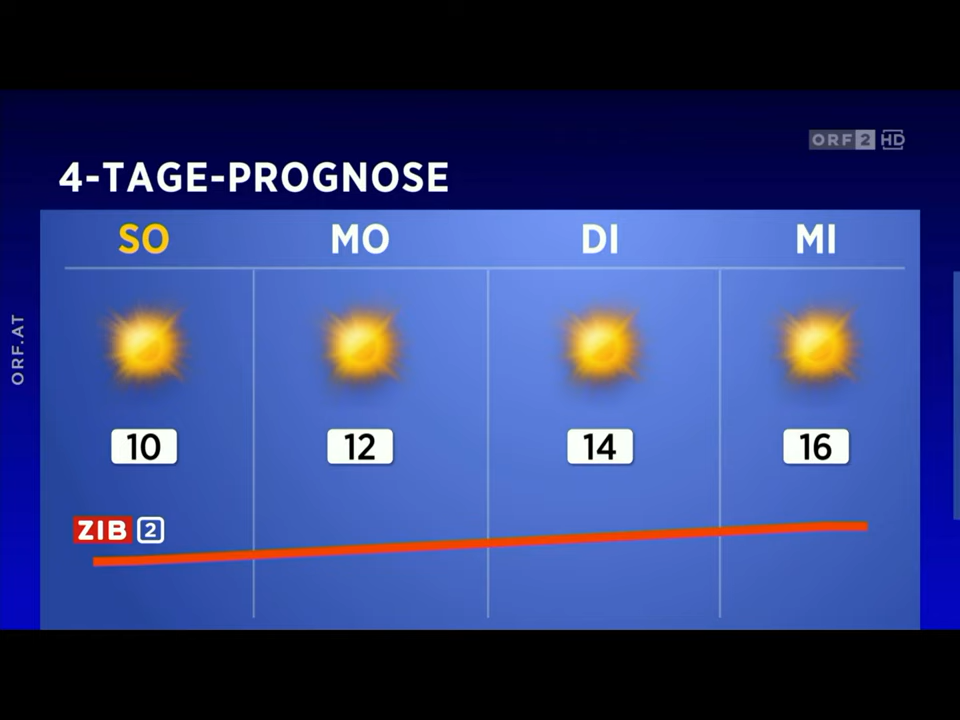 ORF 2 HD
4-TAGE-PROGNOSE
SO MO DI MI
ORF.AT
10 12 14 16
ZIB 2